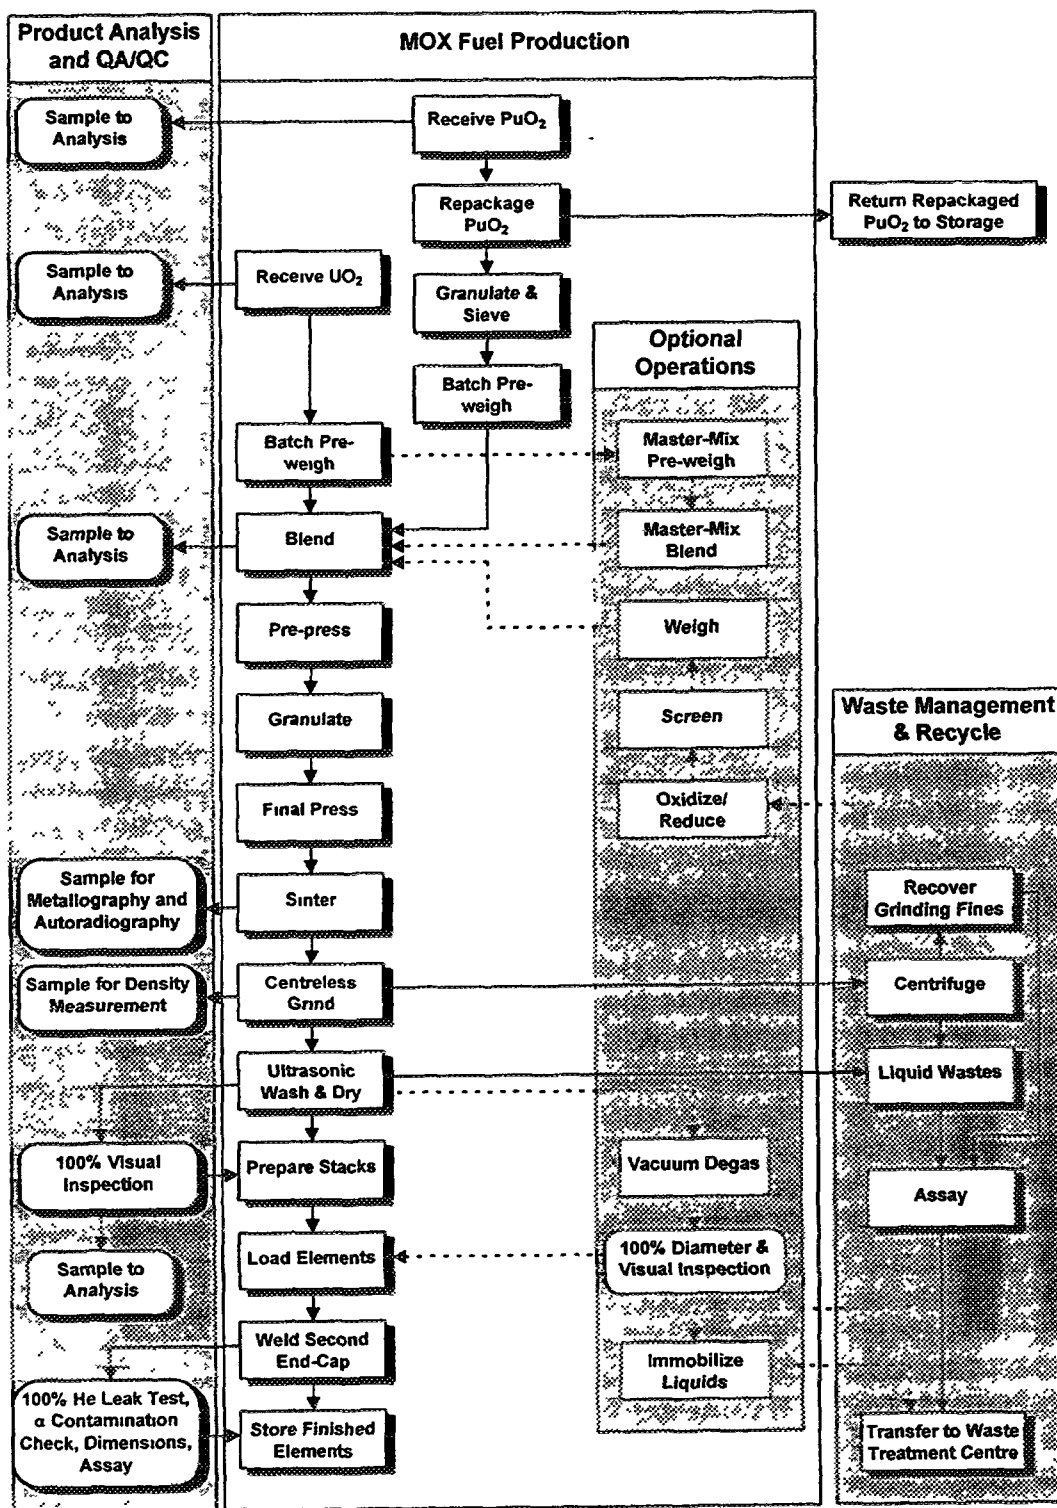 Product Analysis
and QA/QC
MOX Fuel Production
Sample to
Analysis
Receive PuO₂
Repackage
PuO₂
Return Repackaged
PuO₂ to Storage
Sample to
Analysis
Receive UO₂
Granulate &
Sieve
Optional
Operations
Batch Pre-
weigh
Batch Pre-
weigh
Master-Mix
Pre-weigh
Sample to
Analysis
Blend
Master-Mix
Blend
Pre-press
Weigh
Granulate
Screen
Waste Management
& Recycle
Final Press
Oxidize/
Reduce
Sample for
Metallography and
Autoradiography
Sinter
Recover
Grinding Fines
Sample for Density
Measurement
Centreless
Grind
Centrifuge
Ultrasonic
Wash & Dry
Liquid Wastes
100% Visual
Inspection
Prepare Stacks
Vacuum Degas
Assay
Sample to
Analysis
Load Elements
100% Diameter &
Visual Inspection
Weld Second
End-Cap
Immobilize
Liquids
100% He Leak Test,
α Contamination
Check, Dimensions,
Assay
Store Finished
Elements
Transfer to Waste
Treatment Centre